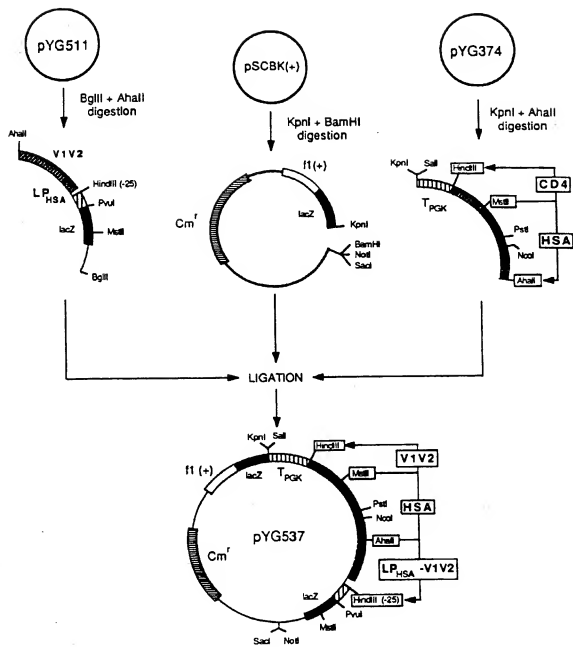 pYG511
pSCBK(+)
pYG374
BglII + AhaII
digestion
KpnI + BamHI
digestion
KpnI + AhaII
digestion
AhaII
V1V2
HindIII (-25)
LP HSA
PvuI
lacZ
MstII
BglII
f1(+)
Cm r
lacZ
KpnI
BamHI
NotI
SacI
KpnI
SalI
HindIII
T PGK
CD4
MstII
PstI
HSA
NcoI
AhaII
LIGATION
KpnI
SalI
HindIII
f1 (+)
lacZ
T PGK
V1V2
MstII
PstI
HSA
NcoI
pYG537
AhaII
Cm r
LP HSA -V1V2
lacZ
HindIII (-25)
PvuI
MstII
SacI
NotI